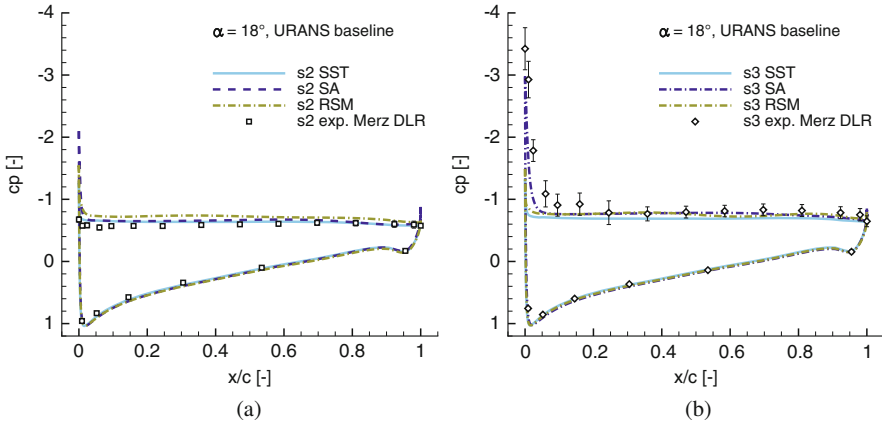 α = 18°, URANS baseline
s2 SST
s2 SA
s2 RSM
s2 exp. Merz DLR
cp [-]
-4
-3
-2
-1
0
1
0
0.2
0.4
0.6
0.8
1
x/c [-]
(a)
α = 18°, URANS baseline
s3 SST
s3 SA
s3 RSM
s3 exp. Merz DLR
cp [-]
-4
-3
-2
-1
0
1
0
0.2
0.4
0.6
0.8
1
x/c [-]
(b)